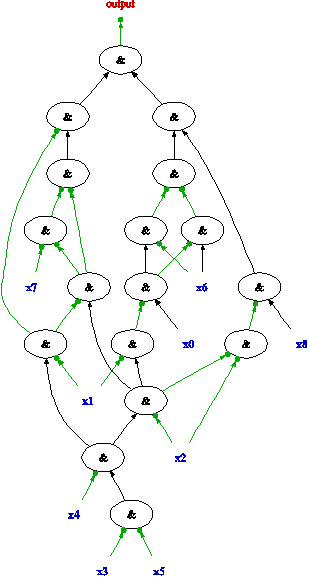 output
&
& &
& &
& & &
x7 x6
& & &
x0
& & & x8
x1
&
x2
&
x4
&
x3 x5